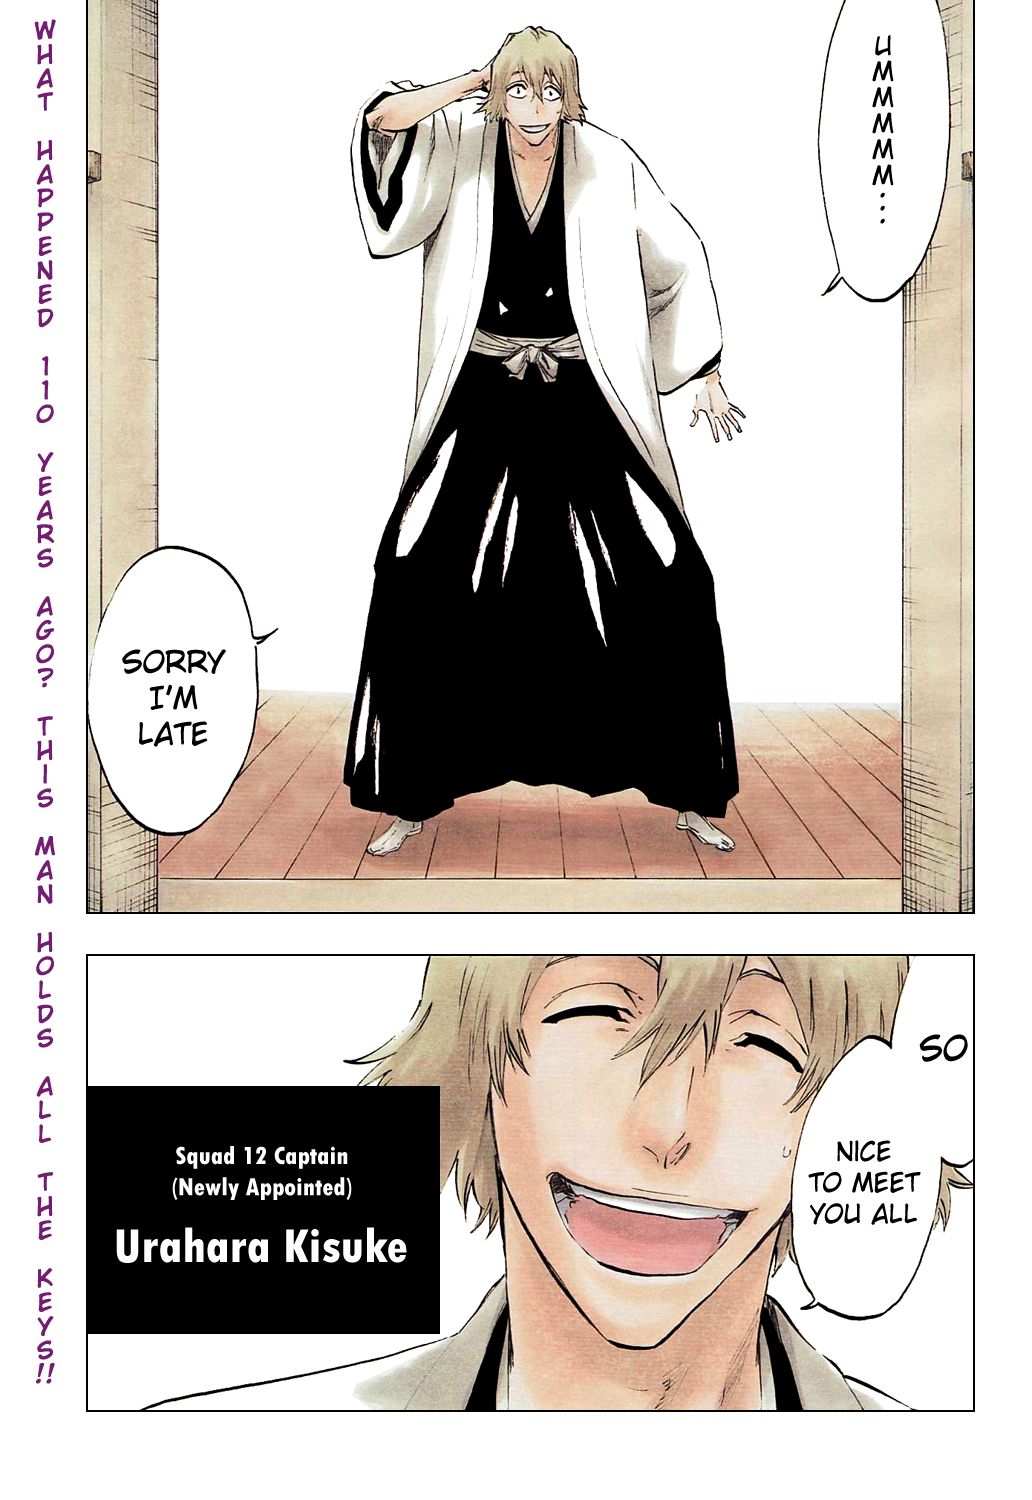 WHAT HAPPENED 110 YEARS AGO? THIS MAN HOLDS ALL THE KEYS!!
UMMMMM...
SORRY
I'M
LATE
SO
NICE
TO MEET
YOU ALL
Squad 12 Captain
(Newly Appointed)
Urahara Kisuke